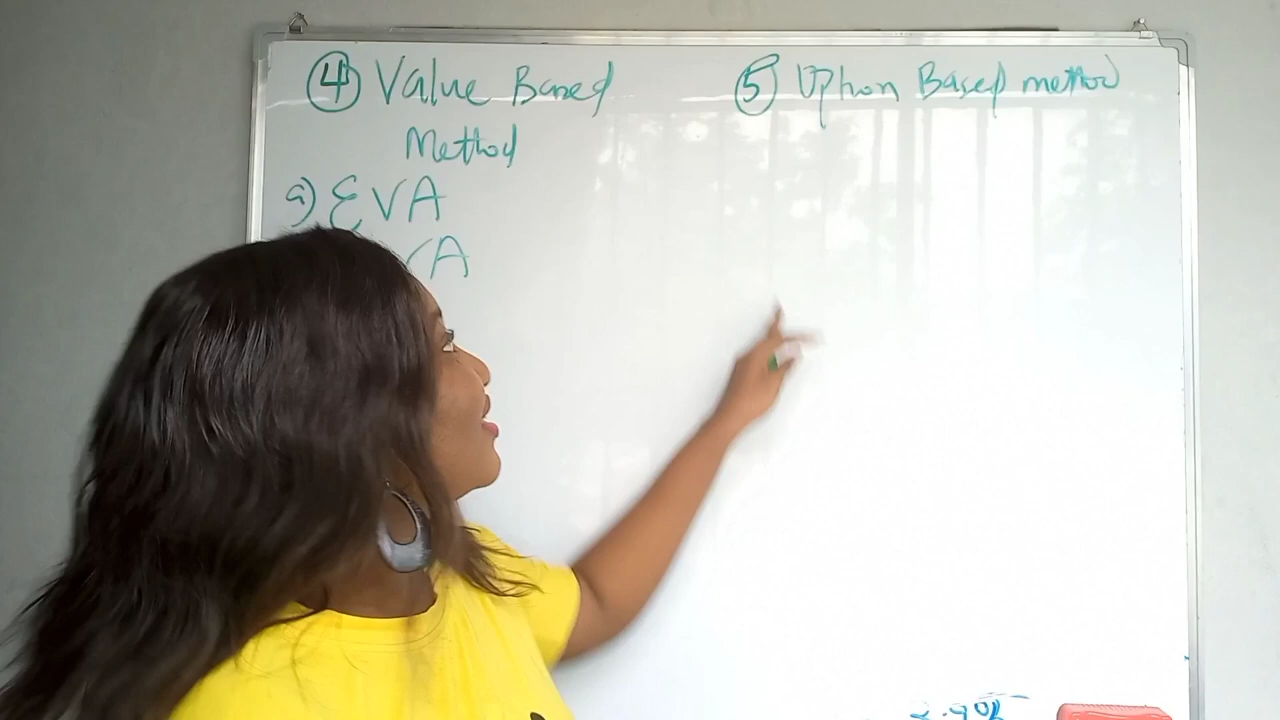 ④ Value Based
Method
a) EVA
VA
⑤ Option Based method